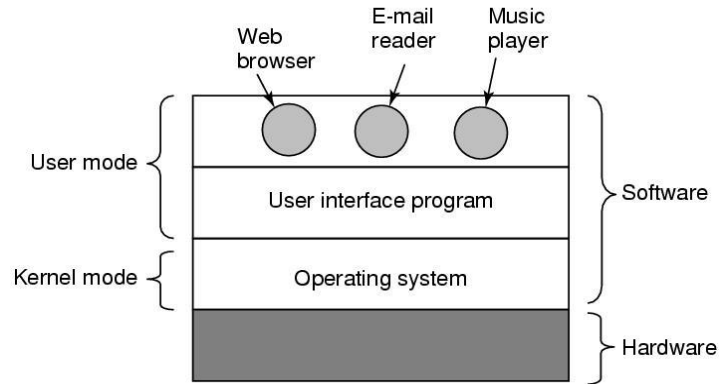 Web
browser
E-mail
reader
Music
player
User mode
User interface program
Software
Kernel mode
Operating system
Hardware